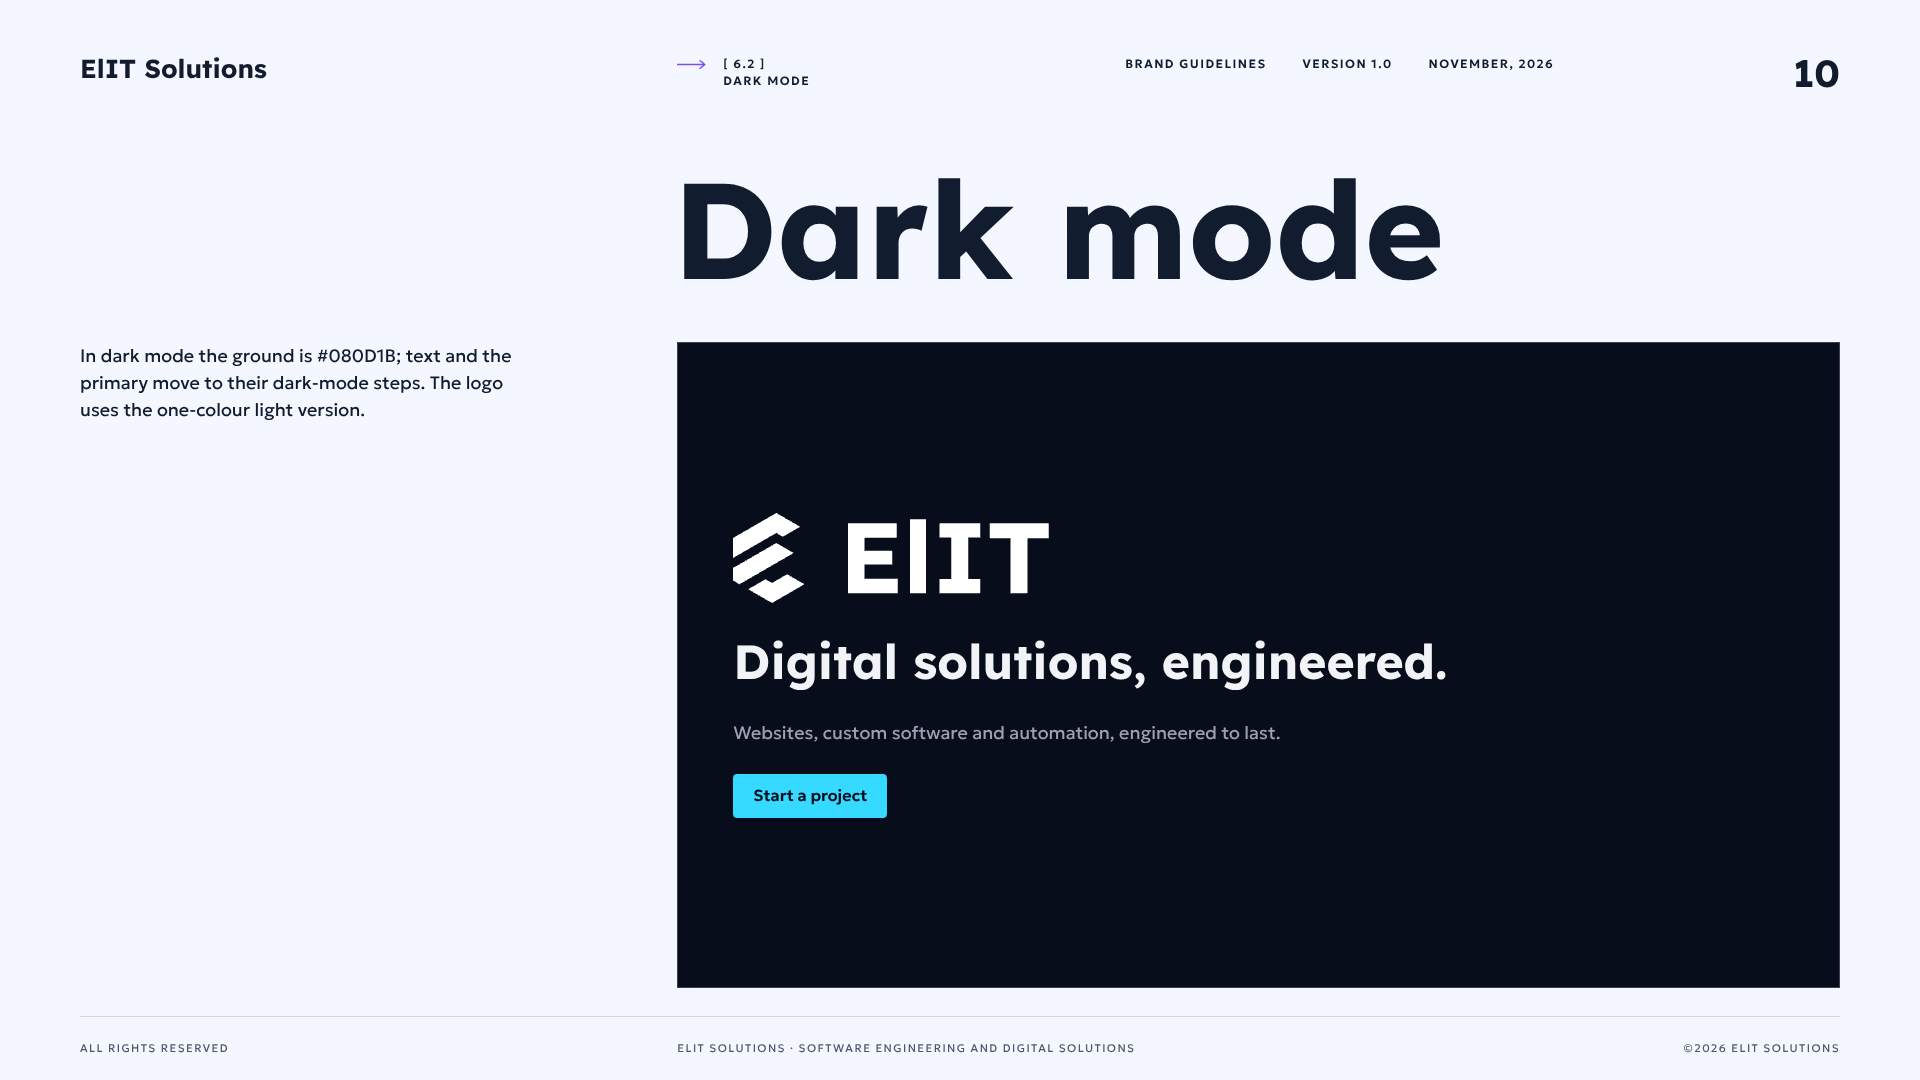 ElIT Solutions
[ 6.2 ]
DARK MODE
BRAND GUIDELINES
VERSION 1.0
NOVEMBER, 2026
10
Dark mode
In dark mode the ground is #080D1B; text and the
primary move to their dark-mode steps. The logo
uses the one-colour light version.
ElIT
Digital solutions, engineered.
Websites, custom software and automation, engineered to last.
Start a project
ALL RIGHTS RESERVED
ELIT SOLUTIONS · SOFTWARE ENGINEERING AND DIGITAL SOLUTIONS
©2026 ELIT SOLUTIONS